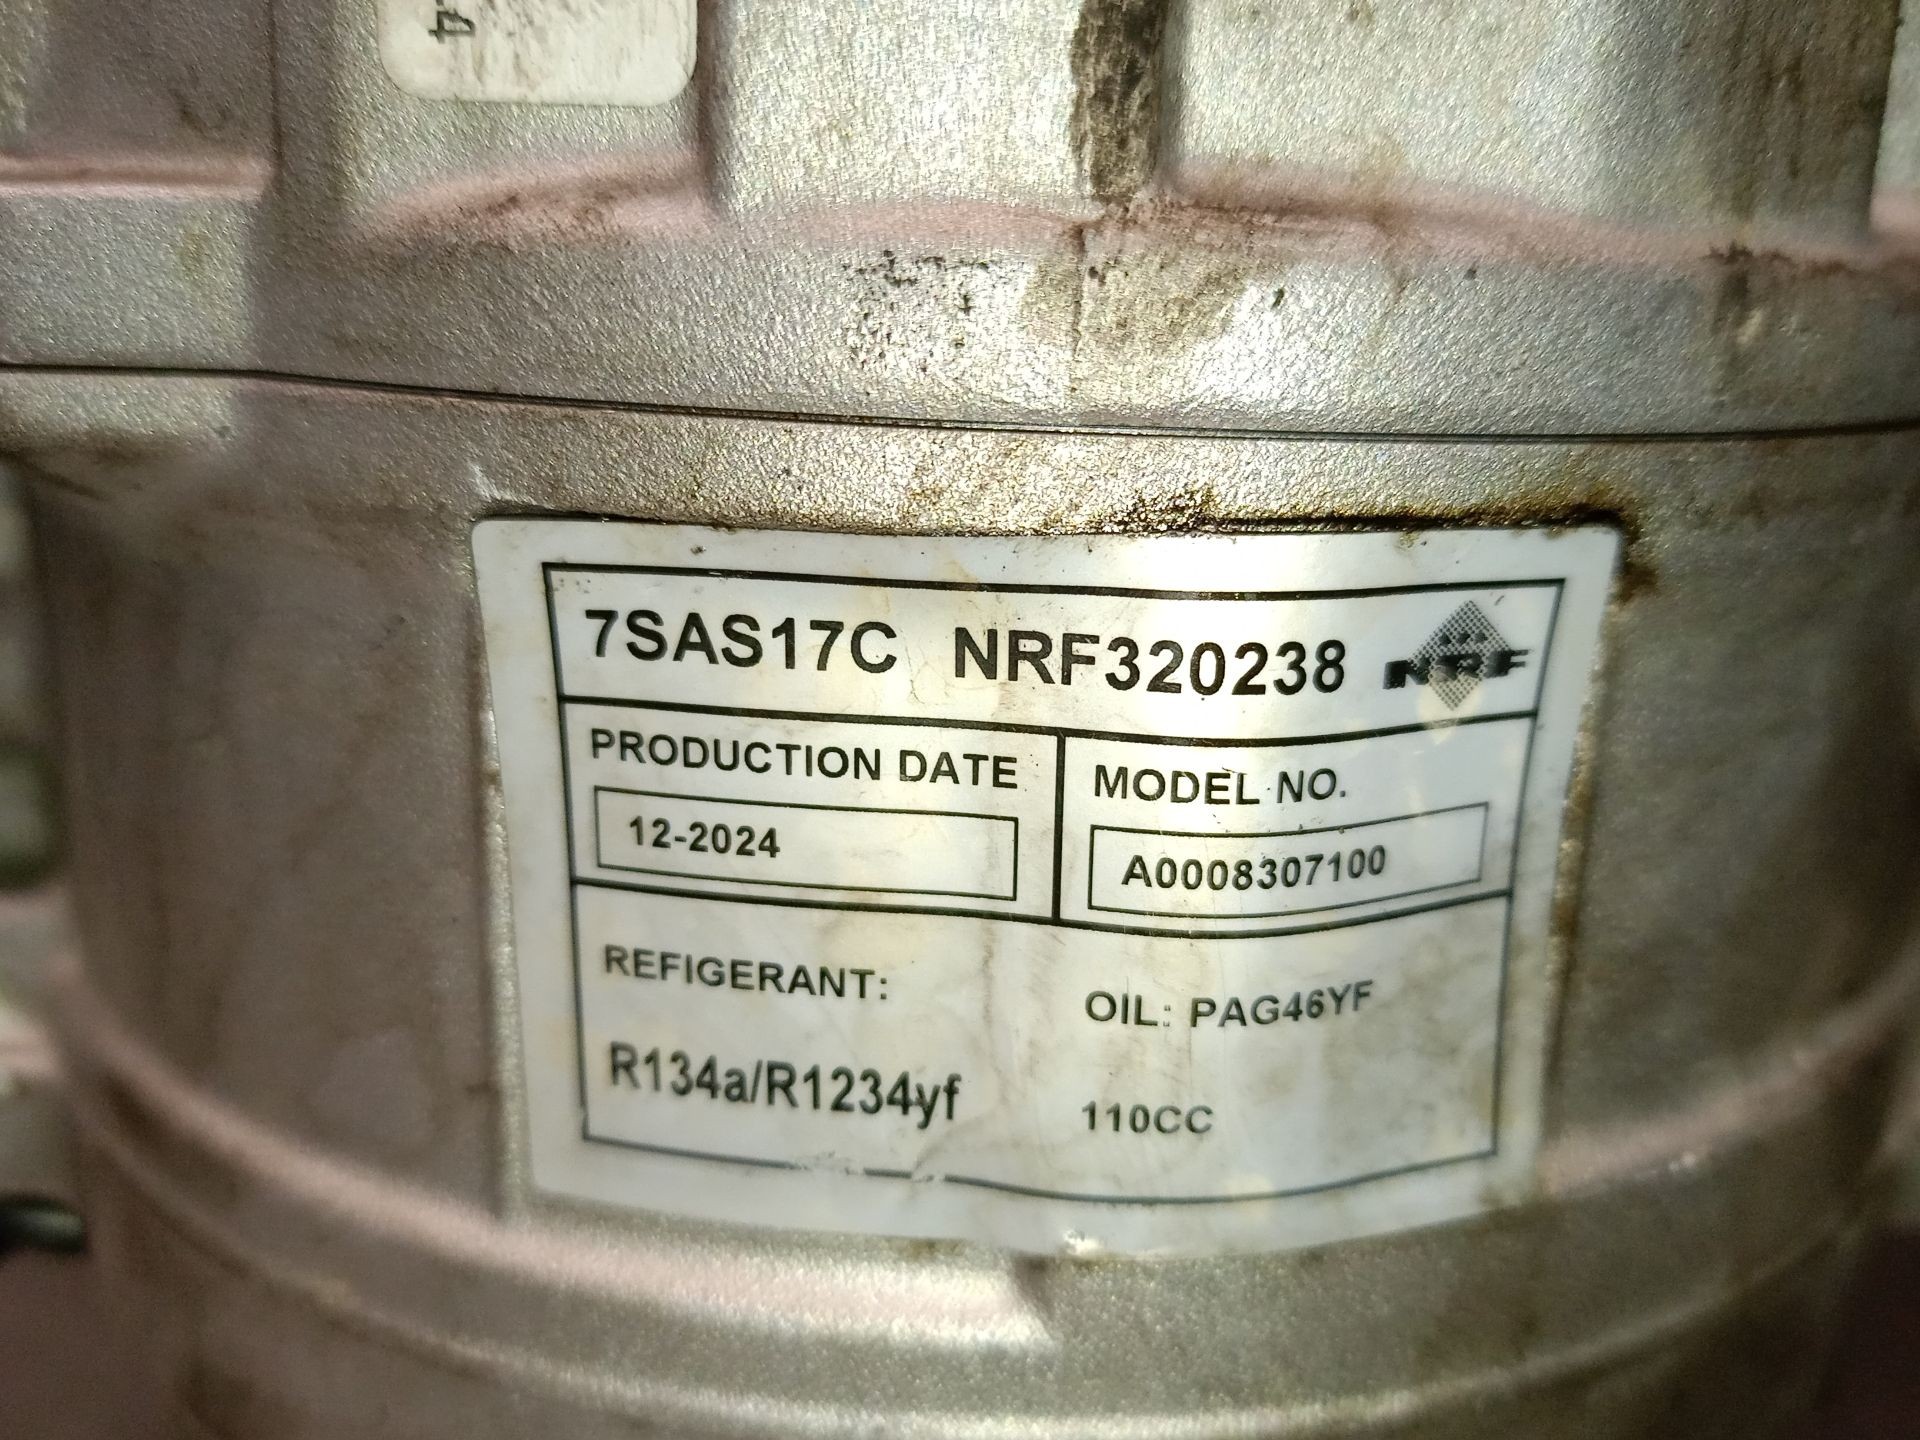 7SAS17C NRF320238 NRF
PRODUCTION DATE
12-2024
MODEL NO.
A0008307100
REFIGERANT:
R134a/R1234yf
OIL: PAG46YF
110CC